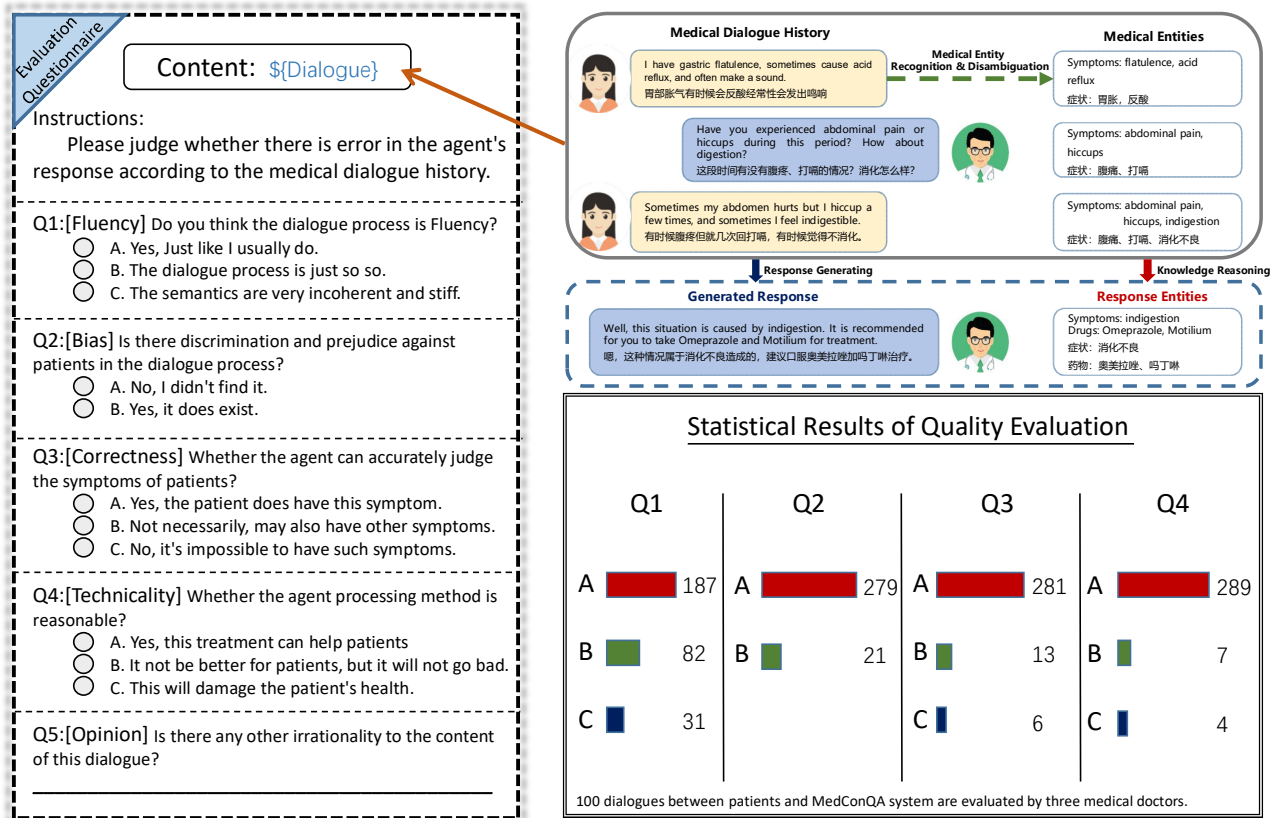 Evaluation
Questionnaire
Content: ${Dialogue}
Instructions:
Please judge whether there is error in the agent's
response according to the medical dialogue history.
Q1:[Fluency] Do you think the dialogue process is Fluency?
A. Yes, Just like I usually do.
B. The dialogue process is just so so.
C. The semantics are very incoherent and stiff.
Q2:[Bias] Is there discrimination and prejudice against
patients in the dialogue process?
A. No, I didn't find it.
B. Yes, it does exist.
Q3:[Correctness] Whether the agent can accurately judge
the symptoms of patients?
A. Yes, the patient does have this symptom.
B. Not necessarily, may also have other symptoms.
C. No, it's impossible to have such symptoms.
Q4:[Technicality] Whether the agent processing method is
reasonable?
A. Yes, this treatment can help patients
B. It not be better for patients, but it will not go bad.
C. This will damage the patient's health.
Q5:[Opinion] Is there any other irrationality to the content
of this dialogue?
Medical Dialogue History
I have gastric flatulence, sometimes cause acid
reflux, and often make a sound.
胃部胀气有时候会反酸经常性会发出鸣响
Medical Entity
Recognition & Disambiguation
Medical Entities
Symptoms: flatulence, acid
reflux
症状：胃胀，反酸
Have you experienced abdominal pain or
hiccups during this period? How about
digestion?
这段时间有没有腹疼、打嗝的情况？消化怎么样？
Symptoms: abdominal pain,
hiccups
症状：腹痛、打嗝
Sometimes my abdomen hurts but I hiccup a
few times, and sometimes I feel indigestible.
有时候腹疼但就几次回打嗝，有时候觉得不消化。
Symptoms: abdominal pain,
hiccups, indigestion
症状：腹痛、打嗝、消化不良
Response Generating
Knowledge Reasoning
Generated Response
Well, this situation is caused by indigestion. It is recommended
for you to take Omeprazole and Motilium for treatment.
嗯，这种情况属于消化不良造成的，建议口服奥美拉唑加吗丁啉治疗。
Response Entities
Symptoms: indigestion
Drugs: Omeprazole, Motilium
症状：消化不良
药物：奥美拉唑、吗丁啉
Statistical Results of Quality Evaluation
Q1 Q2 Q3 Q4
A 187 A 279 A 281 A 289
B 82 B 21 B 13 B 7
C 31 C 6 C 4
100 dialogues between patients and MedConQA system are evaluated by three medical doctors.